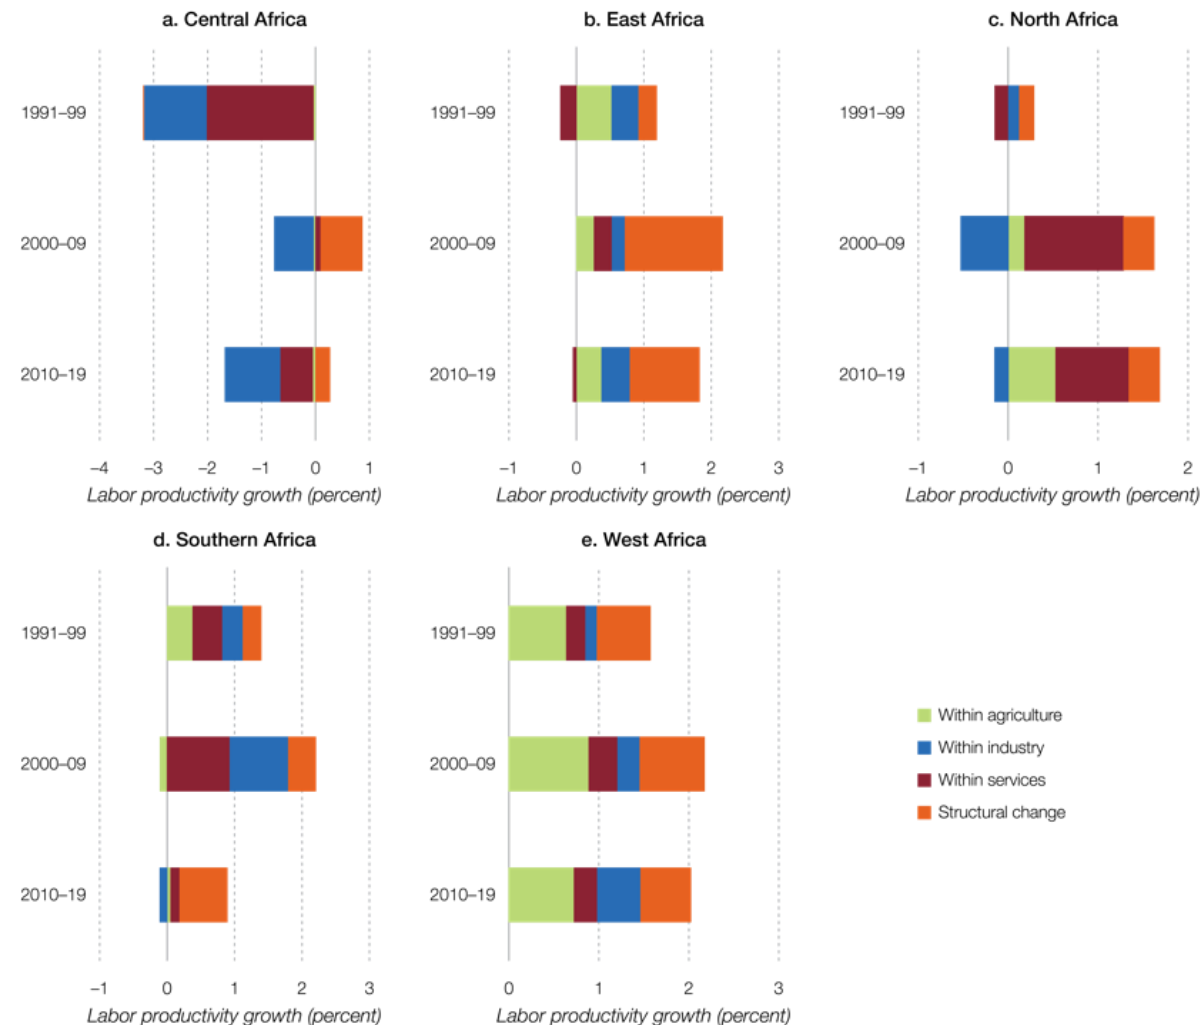 a. Central Africa
1991–99
2000–09
2010–19
–4 –3 –2 –1 0 1
Labor productivity growth (percent)
b. East Africa
1991–99
2000–09
2010–19
–1 0 1 2 3
Labor productivity growth (percent)
c. North Africa
1991–99
2000–09
2010–19
–1 0 1 2
Labor productivity growth (percent)
d. Southern Africa
1991–99
2000–09
2010–19
–1 0 1 2 3
Labor productivity growth (percent)
e. West Africa
1991–99
2000–09
2010–19
0 1 2 3
Labor productivity growth (percent)
Within agriculture
Within industry
Within services
Structural change